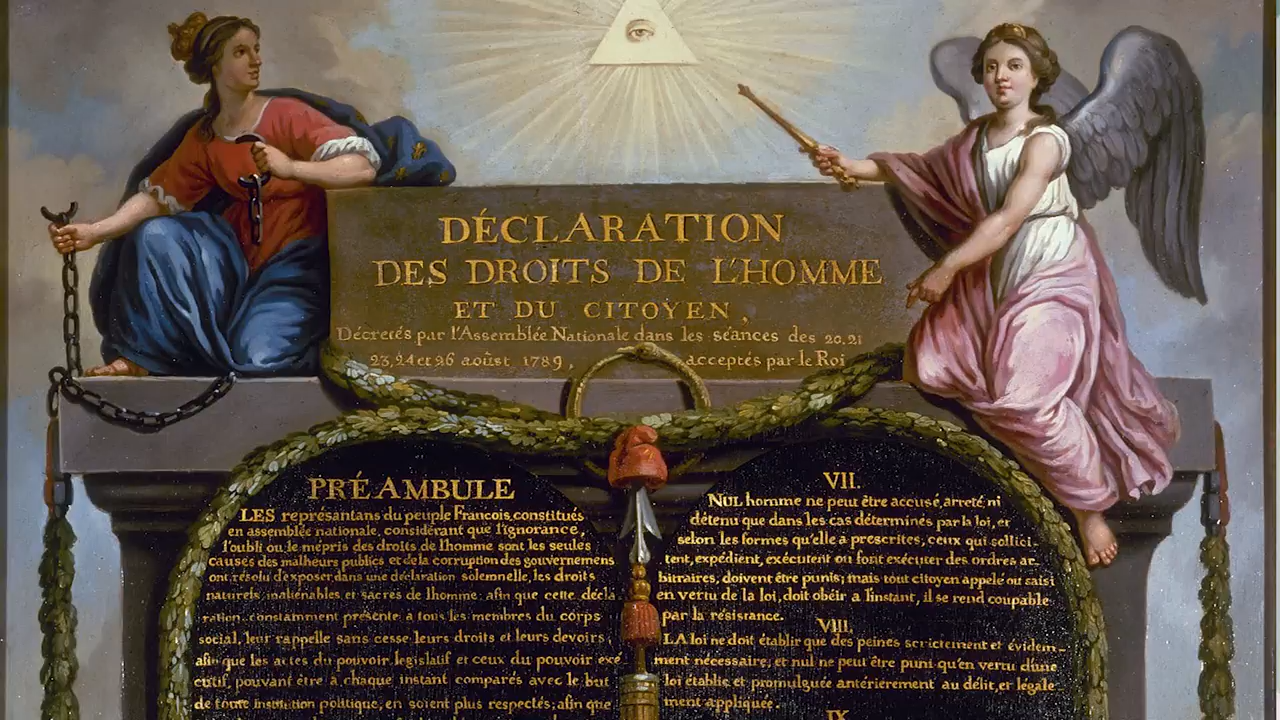 DÉCLARATION
DES DROITS DE L'HOMME
ET DU CITOYEN,
Décretés par l'Assemblée Nationale dans les séances des 20.21
23, 24 et 26 aoûst 1789, acceptés par le Roi
PRÉAMBULE
LES représantans du peuple Francois, constitués
en assemblée nationale, considérant que l'ignorance,
l'oubli ou le mépris des droits de l'homme sont les seules
causes des malheurs publics et de la corruption des gouvernemens
ont résolu d'exposer dans une déclaration solemnelle, les droits
naturels, inaliénables et sacrés de l'homme; afin que cette décla-
ration, constamment présente à tous les membres du corps
social, leur rappelle sans cesse leurs droits et leurs devoirs,
afin que les actes du pouvoir législatif et ceux du pouvoir exé-
cutif, pouvant être à chaque instant comparés avec le but
de toute institution politique, en soient plus respectés; afin que
VII.
NUL homme ne peut être accusé, arreté, ni
détenu que dans les cas déterminés par la loi, et
selon les formes qu'elle à prescrites, ceux qui sollici-
tent, expédient, exécutent ou font exécuter des ordres ar-
bitraires, doivent être punis; mais tout citoyen appelé ou saisi
en vertu de la loi, doit obéir a l'instant, il se rend coupable
par la résistance.
VIII.
LA loi ne doit établir que des peines strictement et évidem-
ment nécessaire, et nul ne peut être puni qu'en vertu d'une
loi établie et promulguée antérierement au délit, et légale-
ment appliquée.
IX